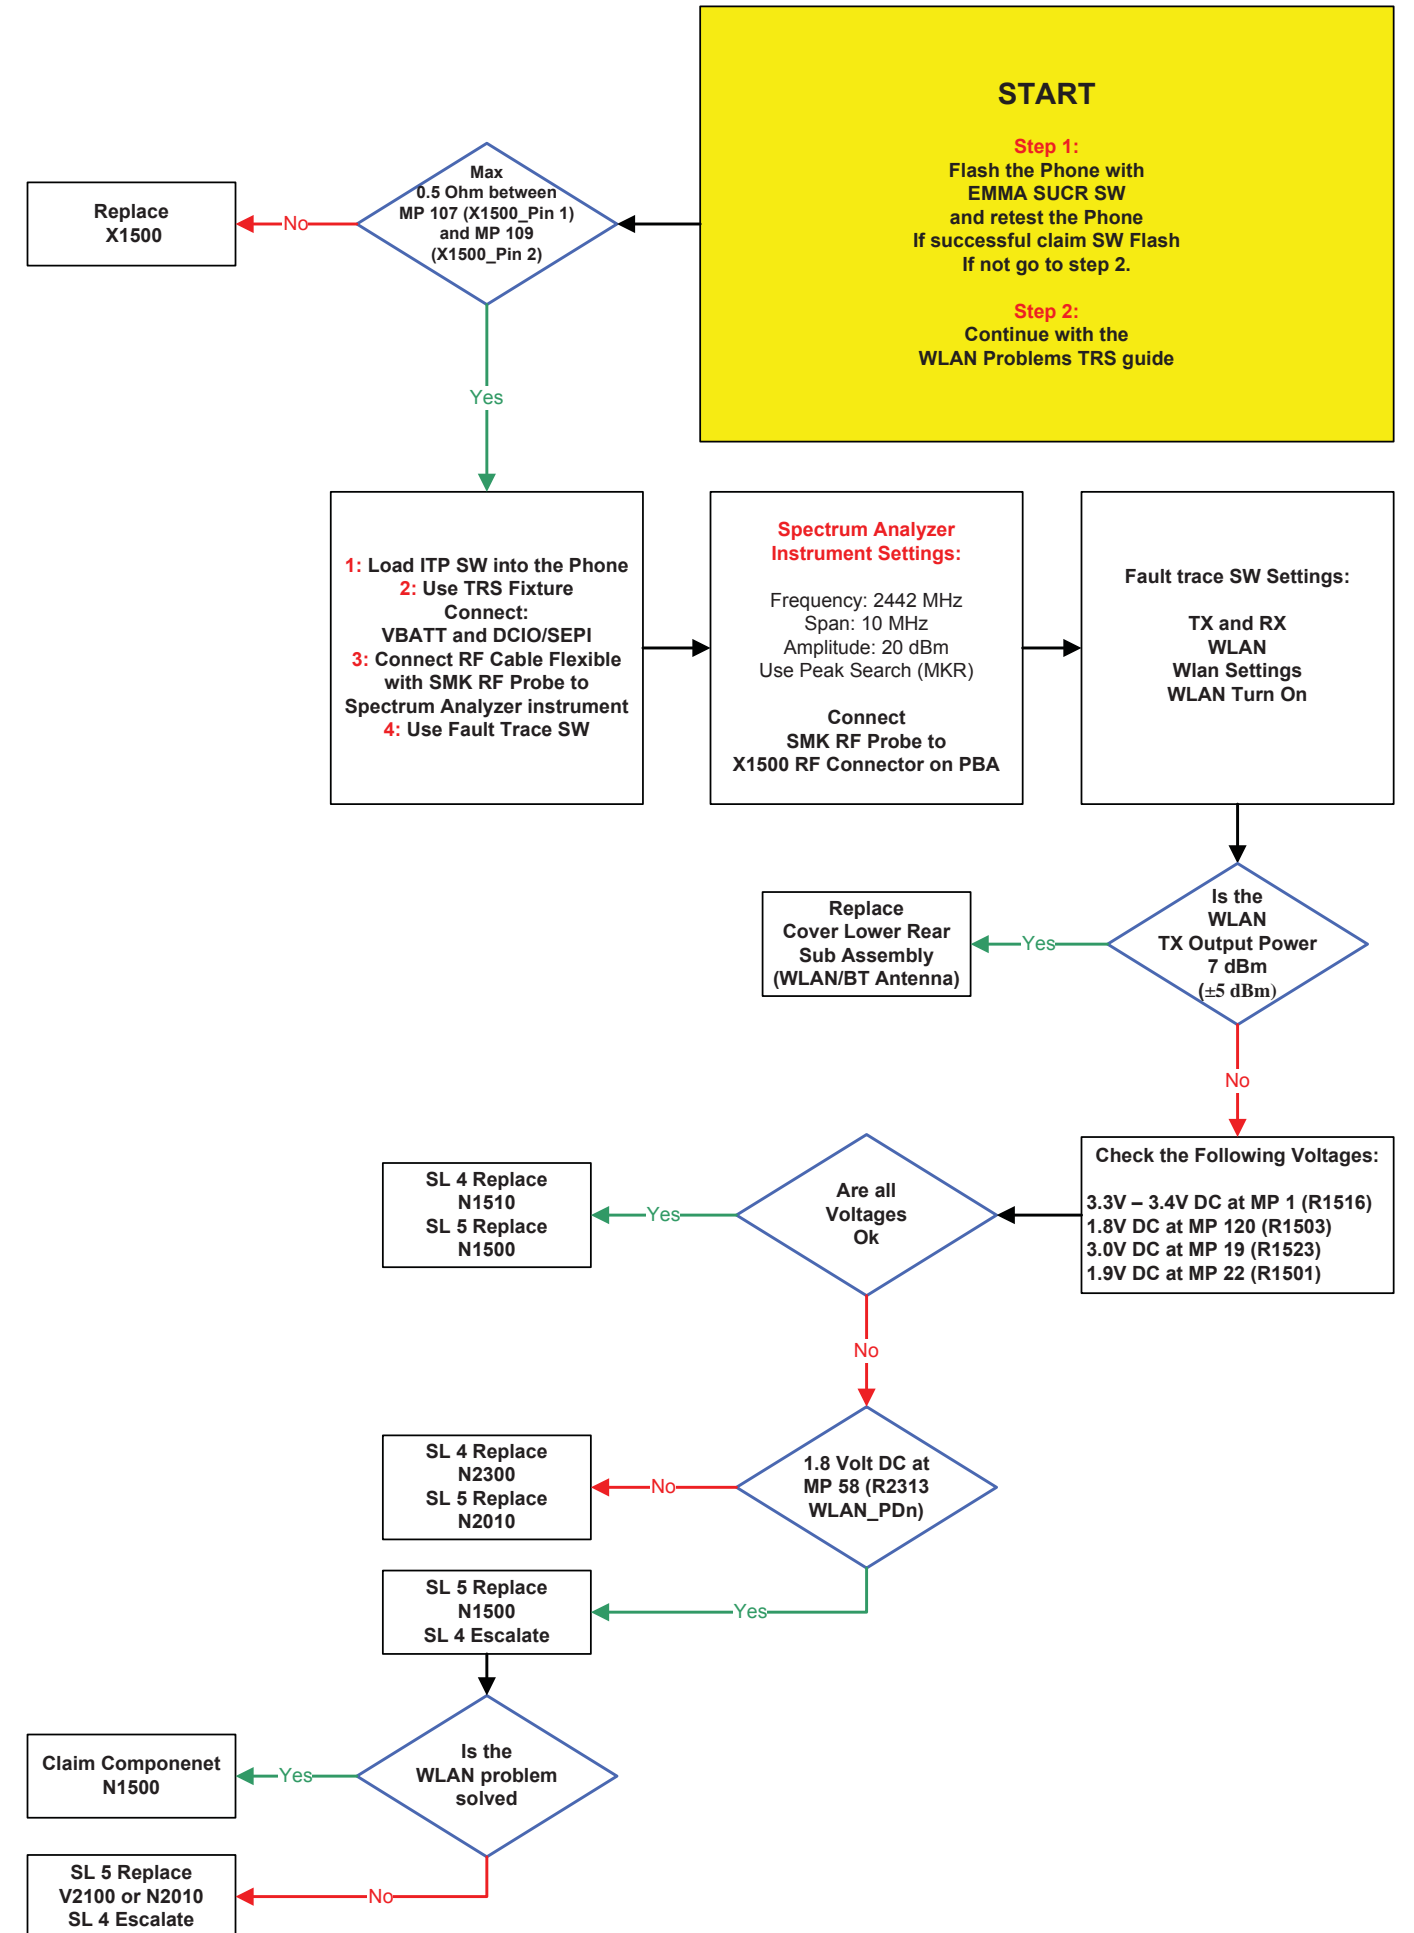 START
Step 1:
Flash the Phone with
EMMA SUCR SW
and retest the Phone
If successful claim SW Flash
If not go to step 2.
Step 2:
Continue with the
WLAN Problems TRS guide
Max
0.5 Ohm between
MP 107 (X1500_Pin 1)
and MP 109
(X1500_Pin 2)
No
Replace
X1500
Yes
1: Load ITP SW into the Phone
2: Use TRS Fixture
Connect:
VBATT and DCIO/SEPI
3: Connect RF Cable Flexible
with SMK RF Probe to
Spectrum Analyzer instrument
4: Use Fault Trace SW
Spectrum Analyzer
Instrument Settings:
Frequency: 2442 MHz
Span: 10 MHz
Amplitude: 20 dBm
Use Peak Search (MKR)
Connect
SMK RF Probe to
X1500 RF Connector on PBA
Fault trace SW Settings:
TX and RX
WLAN
Wlan Settings
WLAN Turn On
Is the
WLAN
TX Output Power
7 dBm
(±5 dBm)
Yes
Replace
Cover Lower Rear
Sub Assembly
(WLAN/BT Antenna)
No
Check the Following Voltages:
3.3V – 3.4V DC at MP 1 (R1516)
1.8V DC at MP 120 (R1503)
3.0V DC at MP 19 (R1523)
1.9V DC at MP 22 (R1501)
Are all
Voltages
Ok
Yes
SL 4 Replace
N1510
SL 5 Replace
N1500
No
1.8 Volt DC at
MP 58 (R2313
WLAN_PDn)
No
SL 4 Replace
N2300
SL 5 Replace
N2010
Yes
SL 5 Replace
N1500
SL 4 Escalate
Is the
WLAN problem
solved
Yes
Claim Componenet
N1500
No
SL 5 Replace
V2100 or N2010
SL 4 Escalate